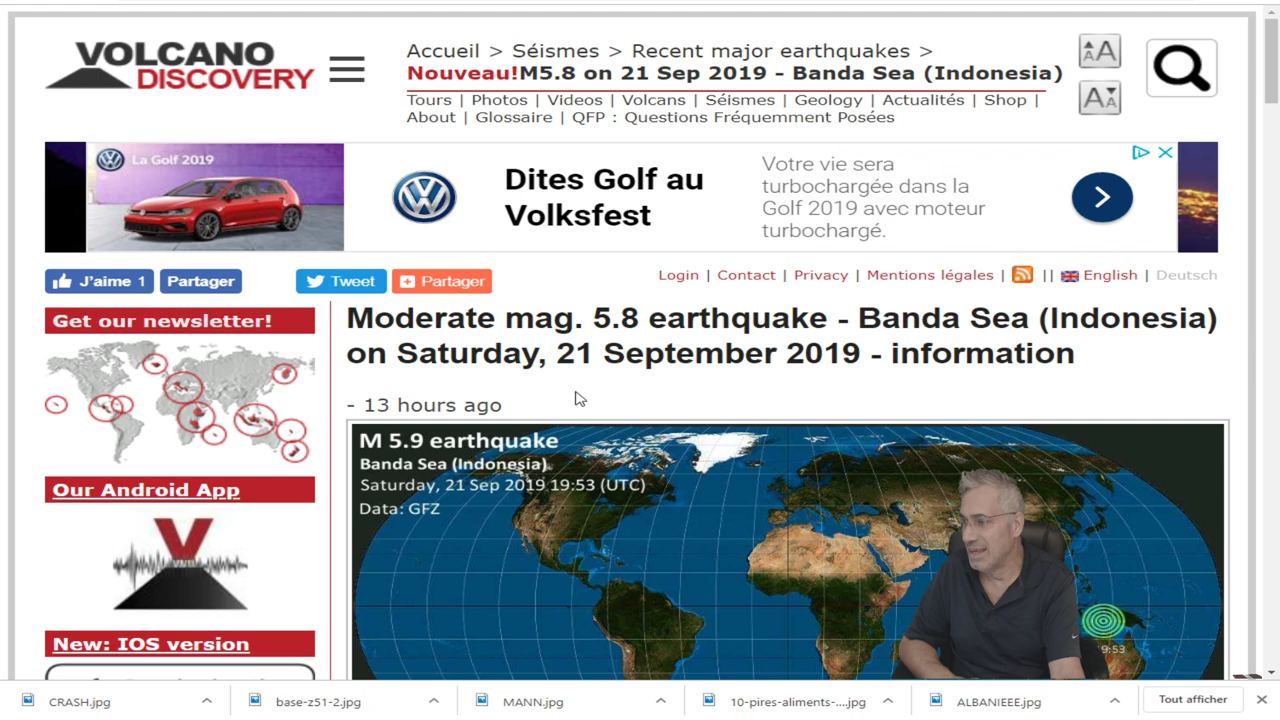 VOLCANO
DISCOVERY
Accueil > Séismes > Recent major earthquakes >
Nouveau!M5.8 on 21 Sep 2019 - Banda Sea (Indonesia)
Tours | Photos | Videos | Volcans | Séismes | Geology | Actualités | Shop |
About | Glossaire | QFP : Questions Fréquemment Posées
AA
A
La Golf 2019
Dites Golf au
Volksfest
Votre vie sera
turbochargée dans la
Golf 2019 avec moteur
turbochargé.
J'aime 1
Partager
Tweet
Partager
Login | Contact | Privacy | Mentions légales | || English | Deutsch
Get our newsletter!
Our Android App
V
New: IOS version
Moderate mag. 5.8 earthquake - Banda Sea (Indonesia)
on Saturday, 21 September 2019 - information
- 13 hours ago
M 5.9 earthquake
Banda Sea (Indonesia)
Saturday, 21 Sep 2019 19:53 (UTC)
Data: GFZ
9:53
CRASH.jpg
base-z51-2.jpg
MANN.jpg
10-pires-aliments-....jpg
ALBANIEEE.jpg
Tout afficher